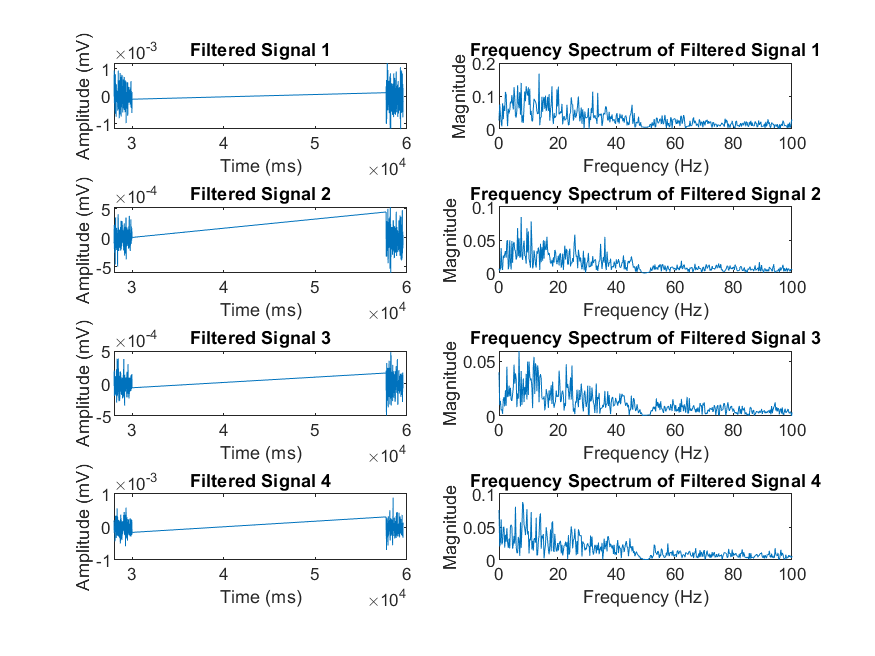 Filtered Signal 1
×10-3
Amplitude (mV)
1
0
-1
3
4
5
6
Time (ms)
×104
Frequency Spectrum of Filtered Signal 1
Magnitude
0.2
0.1
0
0
20
40
60
80
100
Frequency (Hz)
Filtered Signal 2
×10-4
Amplitude (mV)
5
0
-5
3
4
5
6
Time (ms)
×104
Frequency Spectrum of Filtered Signal 2
Magnitude
0.1
0.05
0
0
20
40
60
80
100
Frequency (Hz)
Filtered Signal 3
×10-4
Amplitude (mV)
5
0
-5
3
4
5
6
Time (ms)
×104
Frequency Spectrum of Filtered Signal 3
Magnitude
0.05
0
0
20
40
60
80
100
Frequency (Hz)
Filtered Signal 4
×10-3
Amplitude (mV)
1
0
-1
3
4
5
6
Time (ms)
×104
Frequency Spectrum of Filtered Signal 4
Magnitude
0.1
0.05
0
0
20
40
60
80
100
Frequency (Hz)